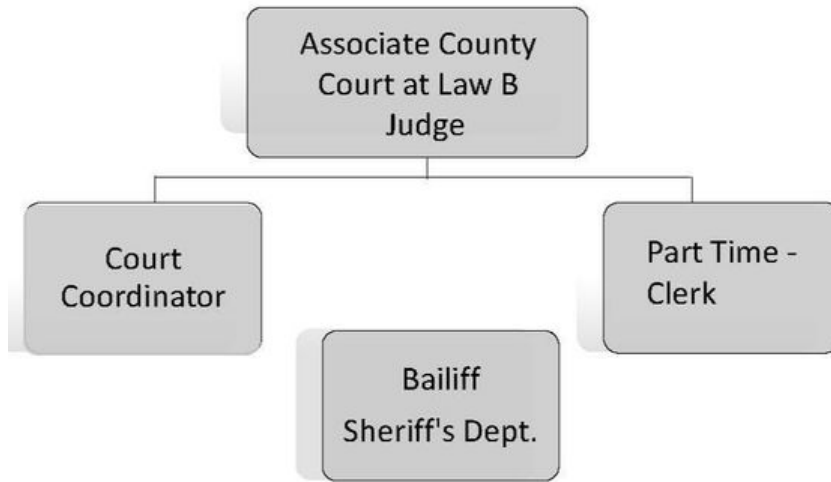 Associate County
Court at Law B
Judge
Court
Coordinator
Part Time -
Clerk
Bailiff
Sheriff's Dept.